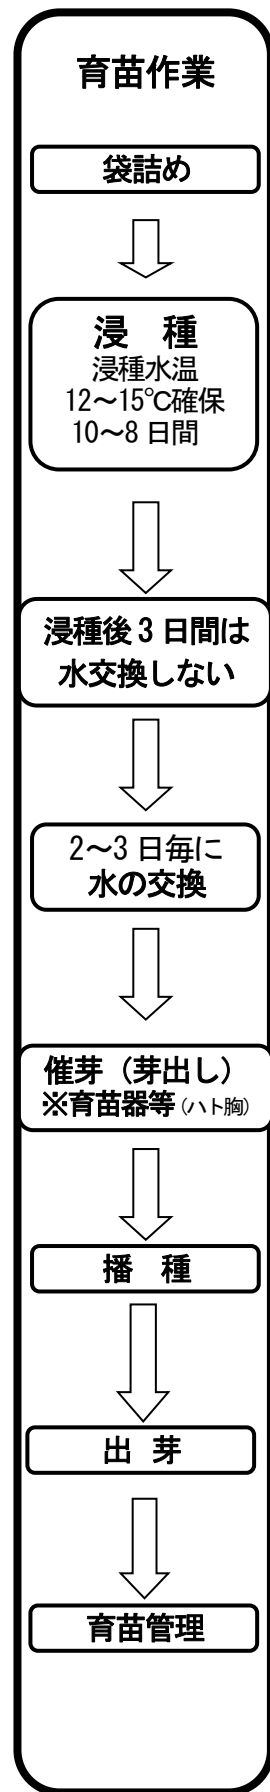 育苗作業
袋詰め
浸　種
浸種水温
12～15℃確保
10～8 日間
浸種後 3 日間は
水交換しない
2～3 日毎に
水の交換
催芽（芽出し）
※育苗器等（ハト胸）
播　種
出 芽
育苗管理